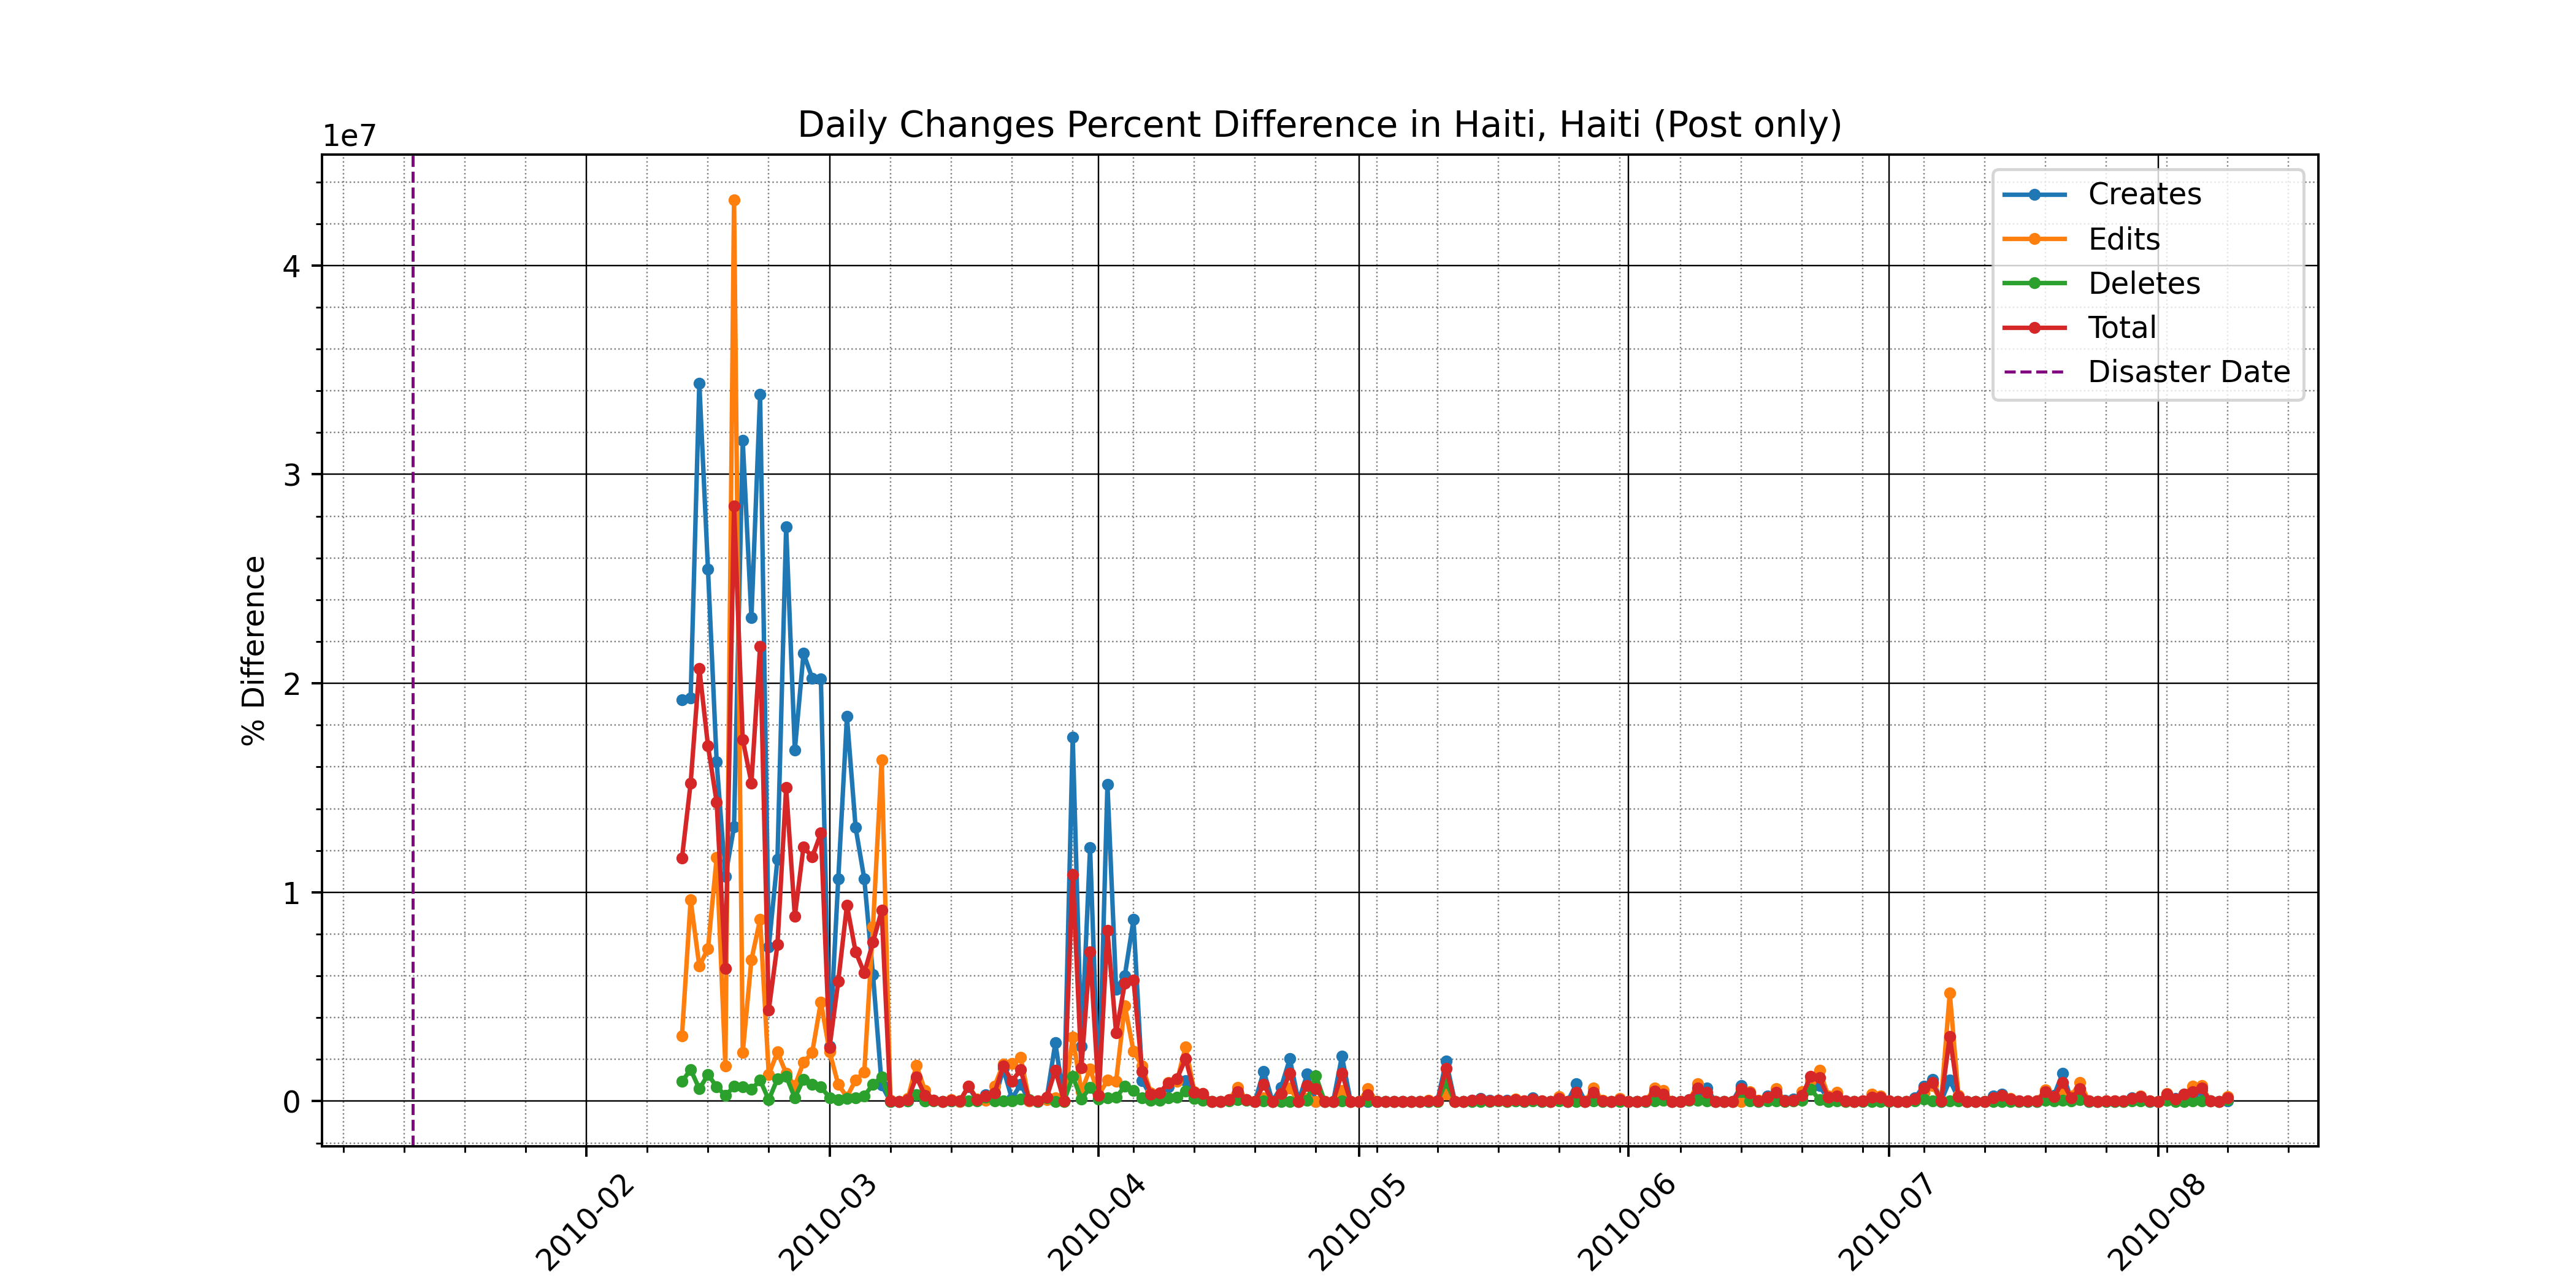 Daily Changes Percent Difference in Haiti, Haiti (Post only)
1e7
Creates
Edits
Deletes
Total
Disaster Date
% Difference
4
3
2
1
0
2010-02
2010-03
2010-04
2010-05
2010-06
2010-07
2010-08